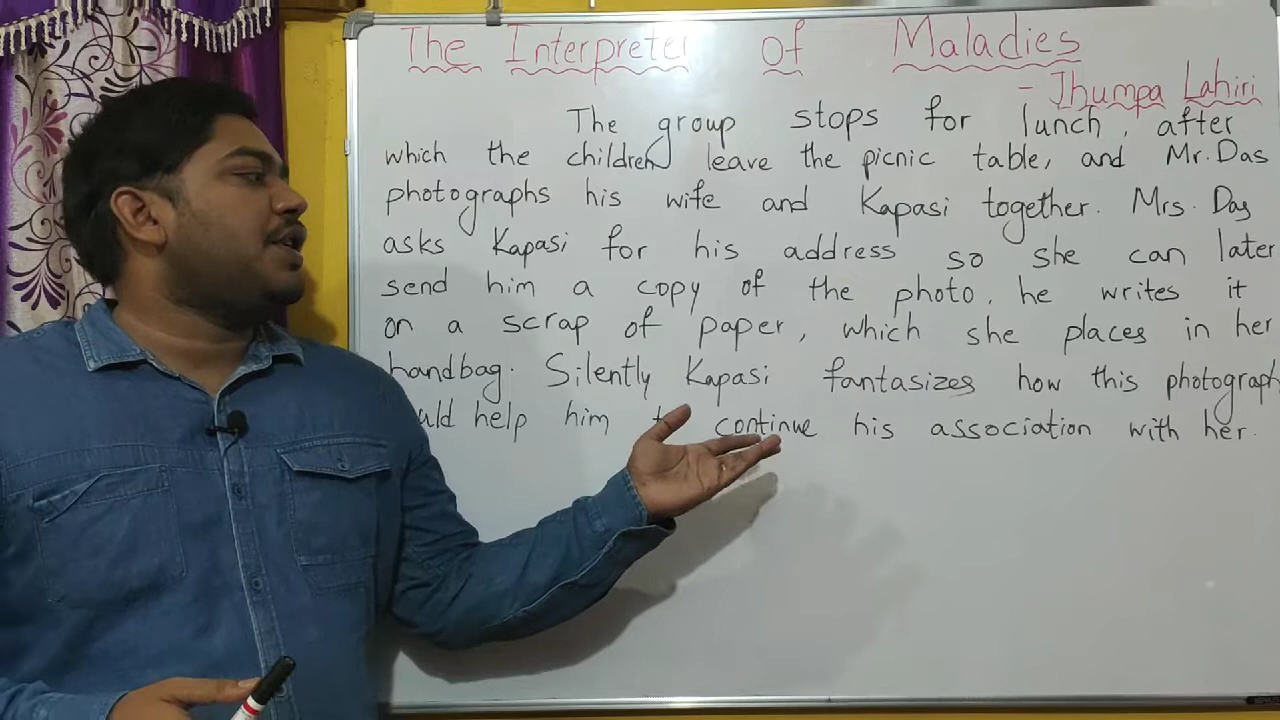 The Interpreter of Maladies
- Jhumpa Lahiri
The group stops for lunch, after
which the children leave the picnic table, and Mr. Das
photographs his wife and Kapasi together. Mrs. Das
asks Kapasi for his address so she can later
send him a copy of the photo, he writes it
on a scrap of paper, which she places in her
handbag. Silently Kapasi fantasizes how this photograph
help him continue his association with her.